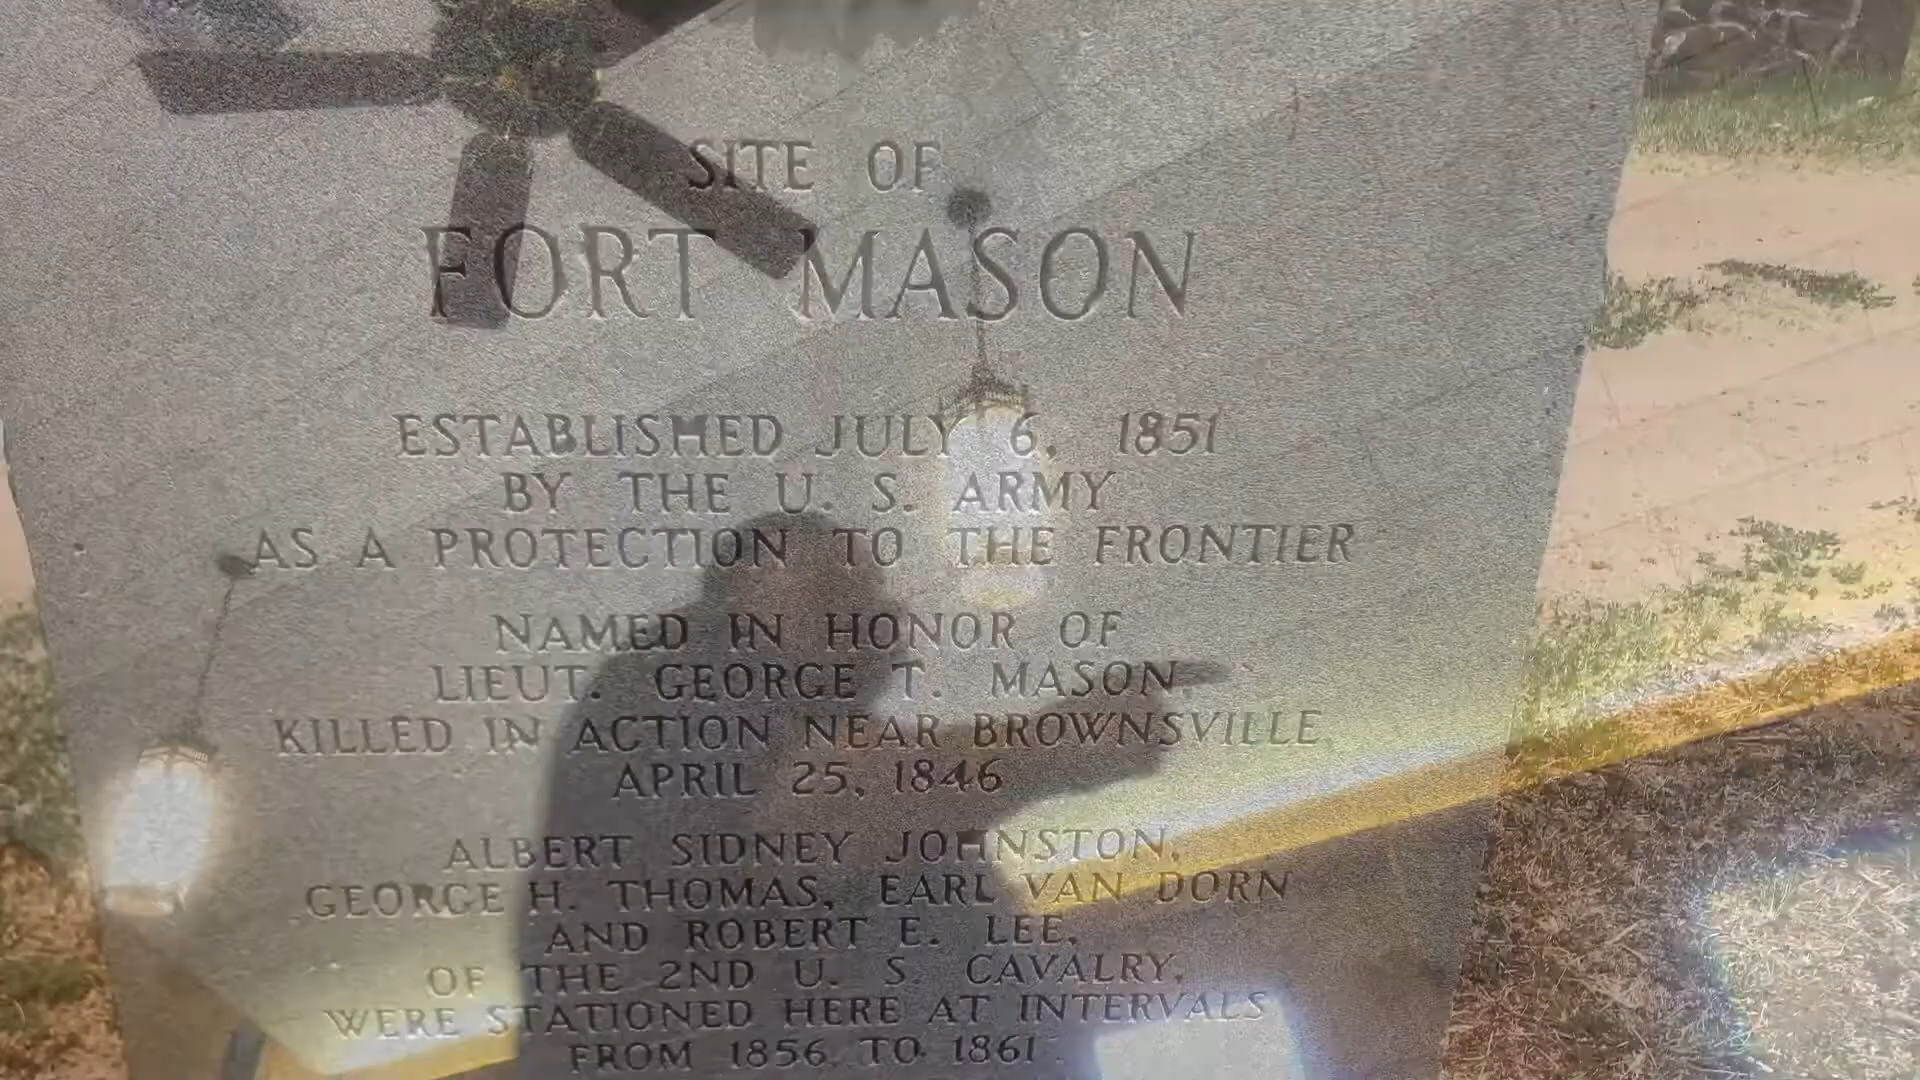 SITE OF
FORT MASON
ESTABLISHED JULY 6, 1851
BY THE U. S. ARMY
AS A PROTECTION TO THE FRONTIER
NAMED IN HONOR OF
LIEUT. GEORGE T. MASON,
KILLED IN ACTION NEAR BROWNSVILLE,
APRIL 25, 1846
ALBERT SIDNEY JOHNSTON,
GEORGE H. THOMAS, EARL VAN DORN
AND ROBERT E. LEE,
OF THE 2ND U. S. CAVALRY,
WERE STATIONED HERE AT INTERVALS
FROM 1856 TO 1861